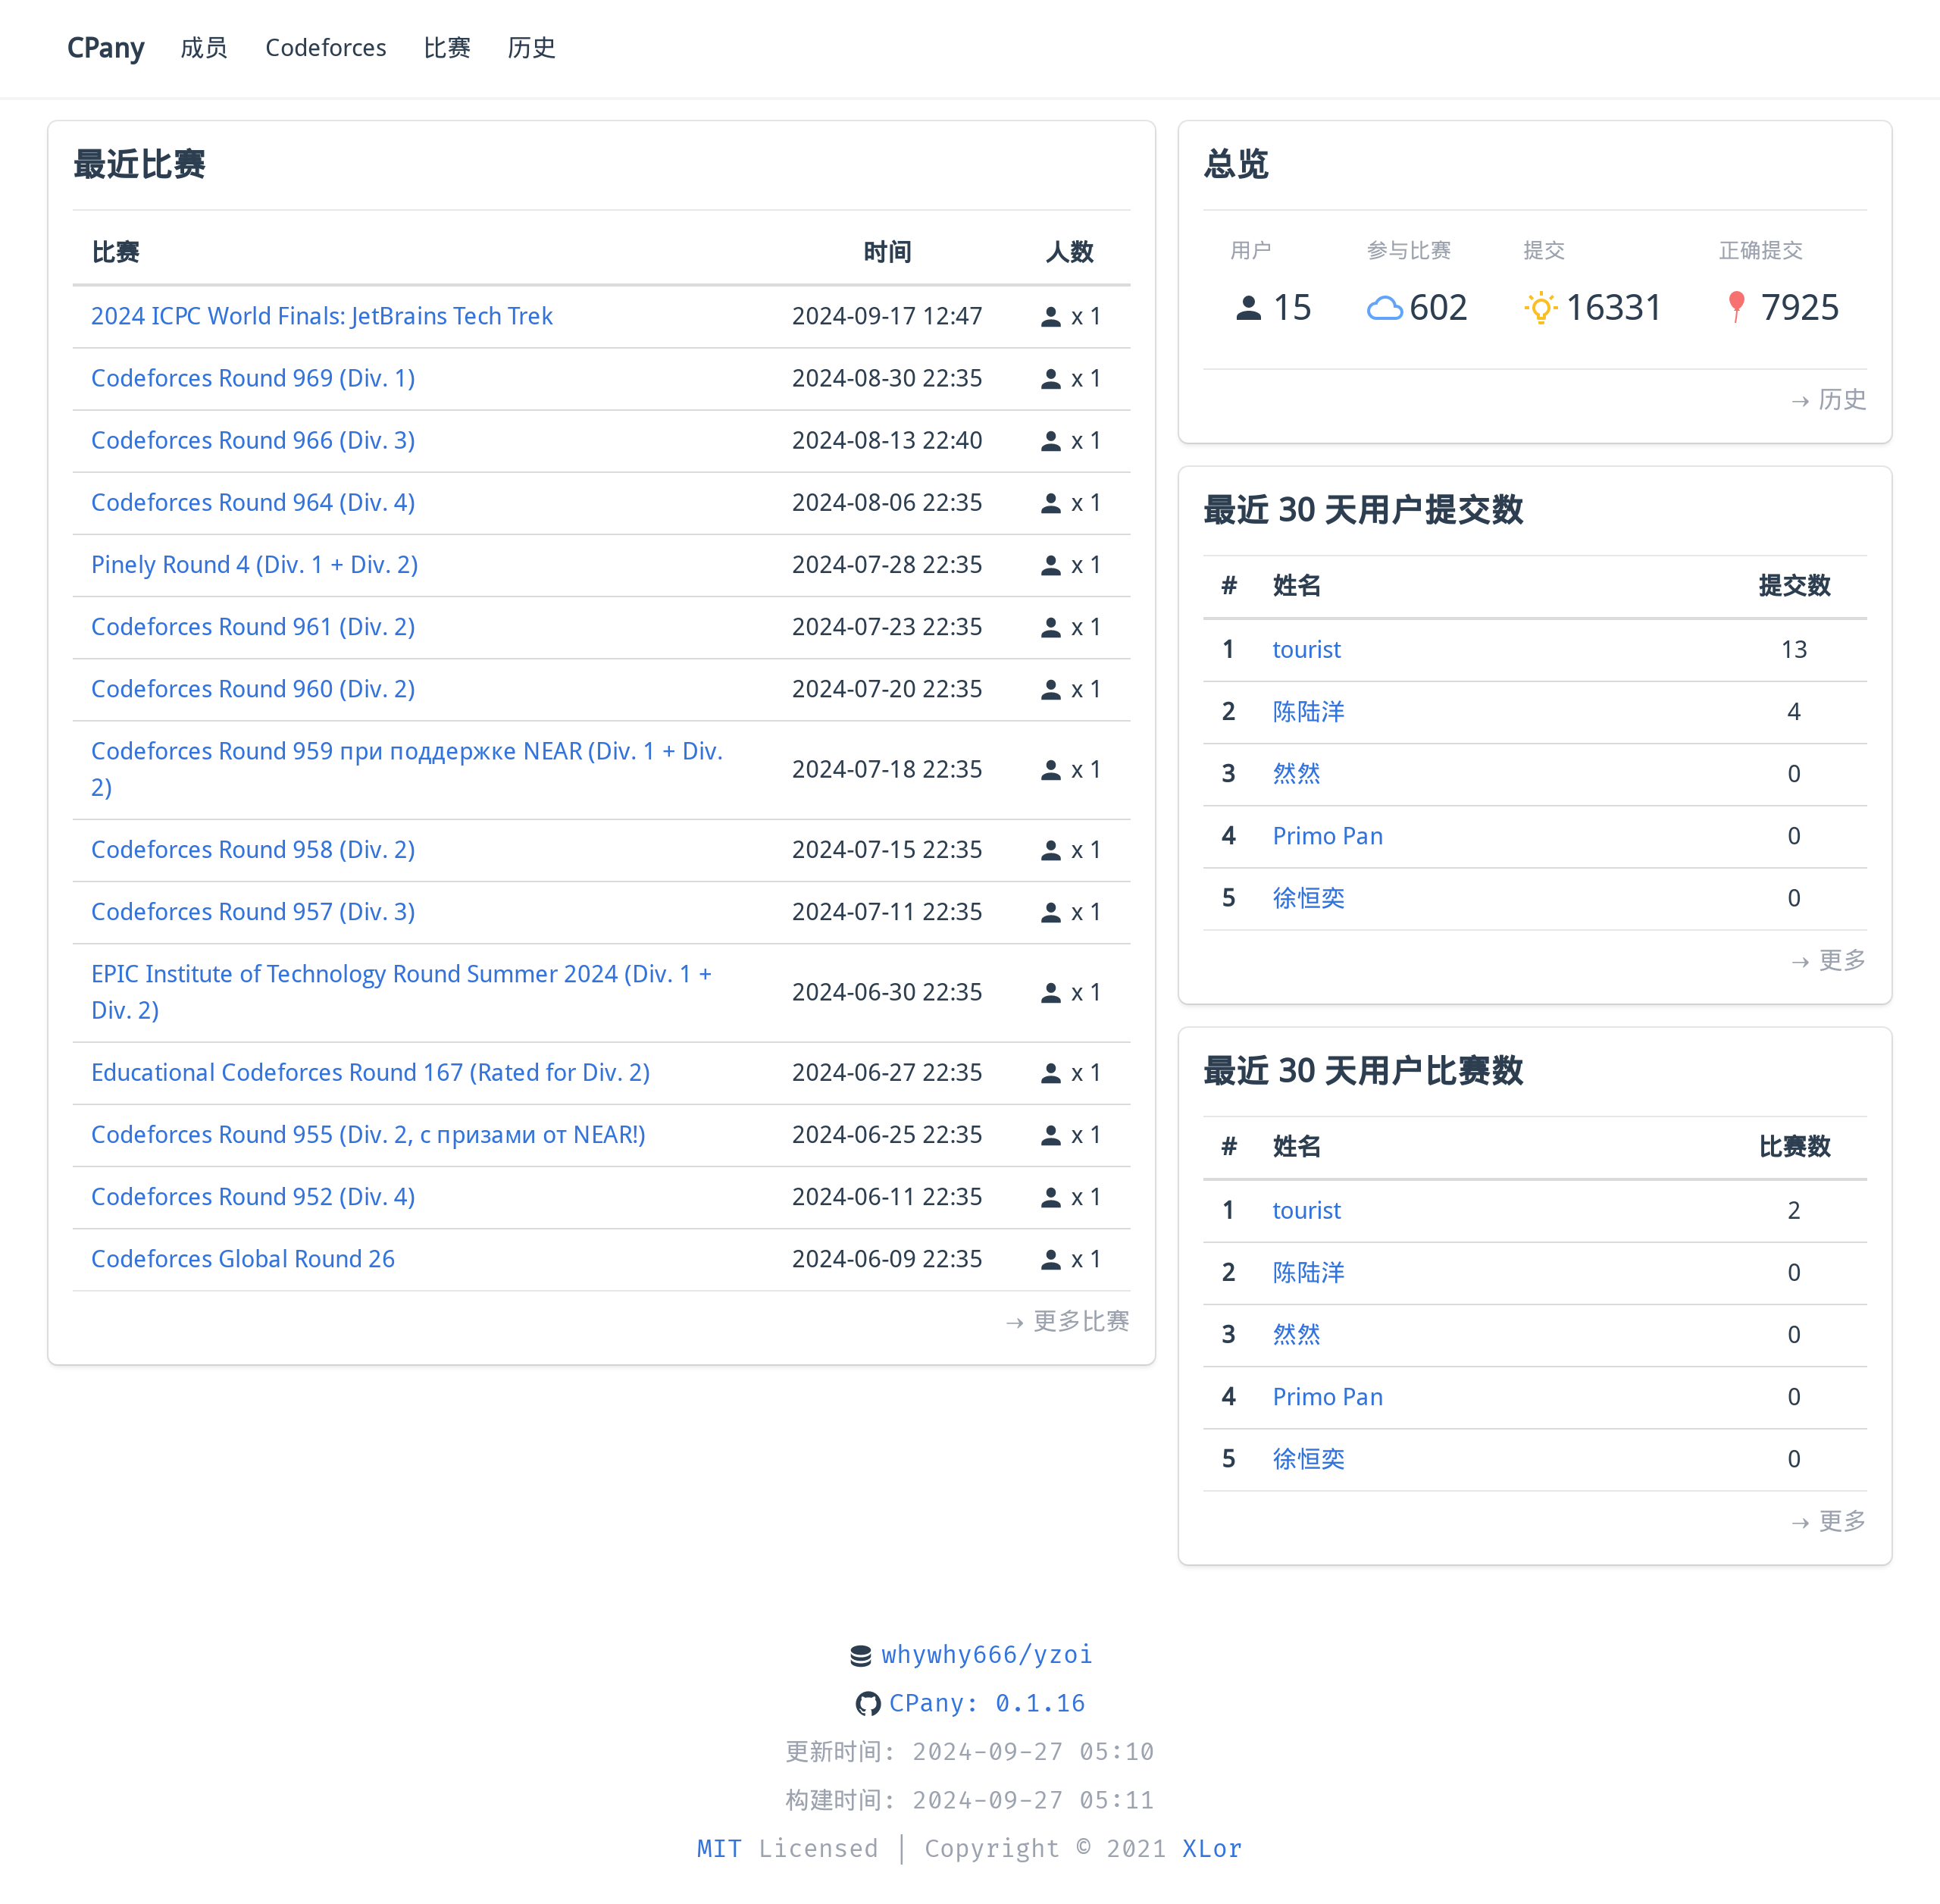 CPany 成员 Codeforces 比赛 历史
最近比赛
比赛 时间 人数
2024 ICPC World Finals: JetBrains Tech Trek 2024-09-17 12:47 x 1
Codeforces Round 969 (Div. 1) 2024-08-30 22:35 x 1
Codeforces Round 966 (Div. 3) 2024-08-13 22:40 x 1
Codeforces Round 964 (Div. 4) 2024-08-06 22:35 x 1
Pinely Round 4 (Div. 1 + Div. 2) 2024-07-28 22:35 x 1
Codeforces Round 961 (Div. 2) 2024-07-23 22:35 x 1
Codeforces Round 960 (Div. 2) 2024-07-20 22:35 x 1
Codeforces Round 959 при поддержке NEAR (Div. 1 + Div.
2) 2024-07-18 22:35 x 1
Codeforces Round 958 (Div. 2) 2024-07-15 22:35 x 1
Codeforces Round 957 (Div. 3) 2024-07-11 22:35 x 1
EPIC Institute of Technology Round Summer 2024 (Div. 1 +
Div. 2) 2024-06-30 22:35 x 1
Educational Codeforces Round 167 (Rated for Div. 2) 2024-06-27 22:35 x 1
Codeforces Round 955 (Div. 2, с призами от NEAR!) 2024-06-25 22:35 x 1
Codeforces Round 952 (Div. 4) 2024-06-11 22:35 x 1
Codeforces Global Round 26 2024-06-09 22:35 x 1
→ 更多比赛
总览
用户 参与比赛 提交 正确提交
15 602 16331 7925
→ 历史
最近 30 天用户提交数
# 姓名 提交数
1 tourist 13
2 陈陆洋 4
3 然然 0
4 Primo Pan 0
5 徐恒奕 0
→ 更多
最近 30 天用户比赛数
# 姓名 比赛数
1 tourist 2
2 陈陆洋 0
3 然然 0
4 Primo Pan 0
5 徐恒奕 0
→ 更多
whywhy666/yzoi
CPany: 0.1.16
更新时间: 2024-09-27 05:10
构建时间: 2024-09-27 05:11
MIT Licensed | Copyright © 2021 XLor